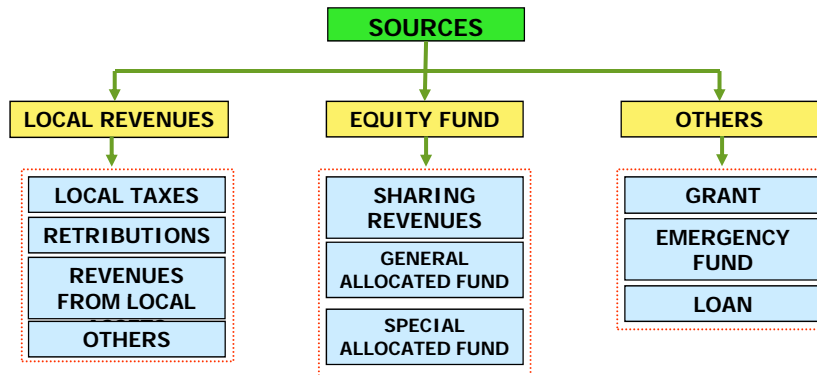 SOURCES
LOCAL REVENUES
EQUITY FUND
OTHERS
LOCAL TAXES
RETRIBUTIONS
REVENUES
FROM LOCAL
OTHERS
SHARING
REVENUES
GENERAL
ALLOCATED FUND
SPECIAL
ALLOCATED FUND
GRANT
EMERGENCY
FUND
LOAN